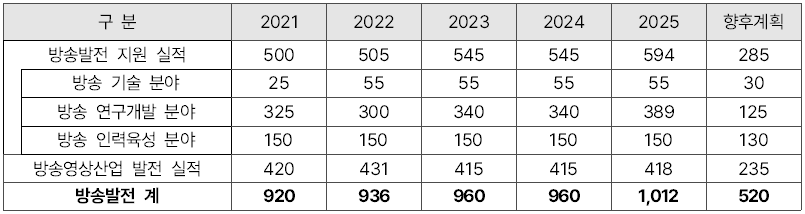 구 분 2021 2022 2023 2024 2025 향후계획
방송발전 지원 실적 500 505 545 545 594 285
방송 기술 분야 25 55 55 55 55 30
방송 연구개발 분야 325 300 340 340 389 125
방송 인력육성 분야 150 150 150 150 150 130
방송영상산업 발전 실적 420 431 415 415 418 235
방송발전 계 920 936 960 960 1,012 520